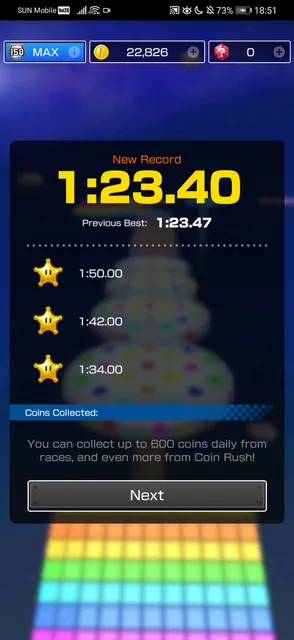 SUN Mobile VoLTE 73% 18:51
150 MAX i 22,826 + 0 +
New Record
1:23.40
Previous Best: 1:23.47
1:50.00
1:42.00
1:34.00
Coins Collected:
You can collect up to 600 coins daily from
races, and even more from Coin Rush!
Next